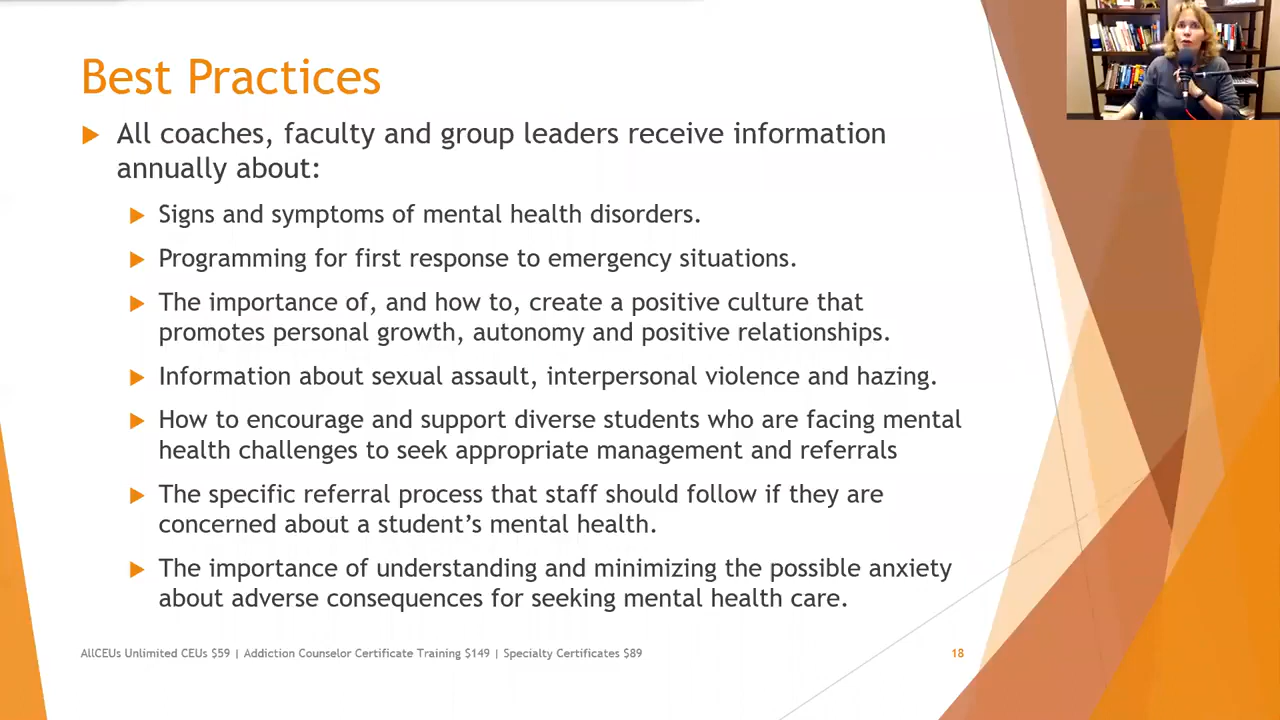 Best Practices
All coaches, faculty and group leaders receive information
annually about:
Signs and symptoms of mental health disorders.
Programming for first response to emergency situations.
The importance of, and how to, create a positive culture that
promotes personal growth, autonomy and positive relationships.
Information about sexual assault, interpersonal violence and hazing.
How to encourage and support diverse students who are facing mental
health challenges to seek appropriate management and referrals
The specific referral process that staff should follow if they are
concerned about a student's mental health.
The importance of understanding and minimizing the possible anxiety
about adverse consequences for seeking mental health care.
AllCEUs Unlimited CEUs $59 | Addiction Counselor Certificate Training $149 | Specialty Certificates $89
18